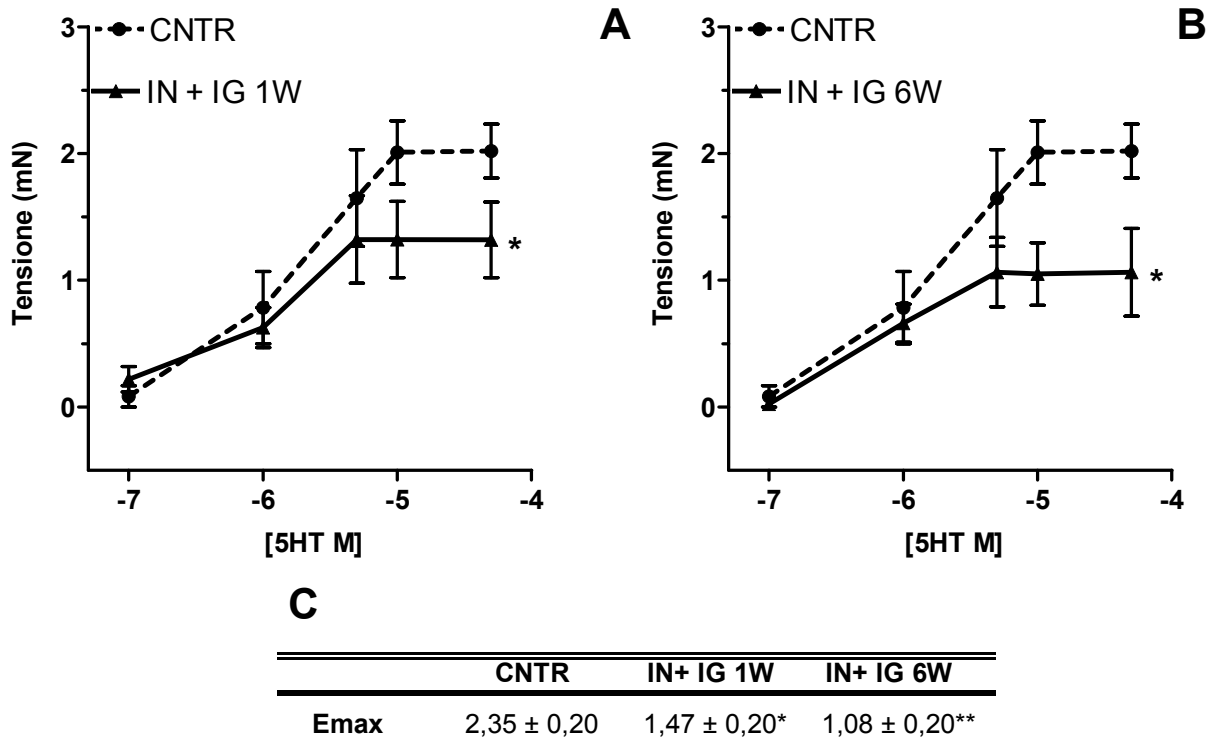 A
CNTR
IN + IG 1W
Tensione (mN)
3
2
1
0
*
-7 -6 -5 -4
[5HT M]
B
CNTR
IN + IG 6W
Tensione (mN)
3
2
1
0
*
-7 -6 -5 -4
[5HT M]
C
CNTR IN+ IG 1W IN+ IG 6W
Emax 2,35 ± 0,20 1,47 ± 0,20* 1,08 ± 0,20**